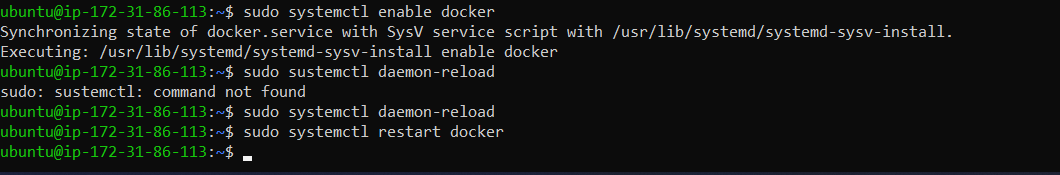 ubuntu@ip-172-31-86-113:~$ sudo systemctl enable docker
Synchronizing state of docker.service with SysV service script with /usr/lib/systemd/systemd-sysv-install.
Executing: /usr/lib/systemd/systemd-sysv-install enable docker
ubuntu@ip-172-31-86-113:~$ sudo sustemctl daemon-reload
sudo: sustemctl: command not found
ubuntu@ip-172-31-86-113:~$ sudo systemctl daemon-reload
ubuntu@ip-172-31-86-113:~$ sudo systemctl restart docker
ubuntu@ip-172-31-86-113:~$